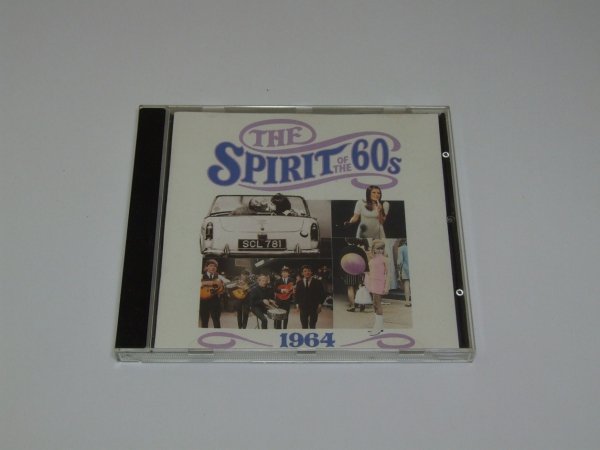 THE
SPIRIT OF THE 60s
SCL 781
1964